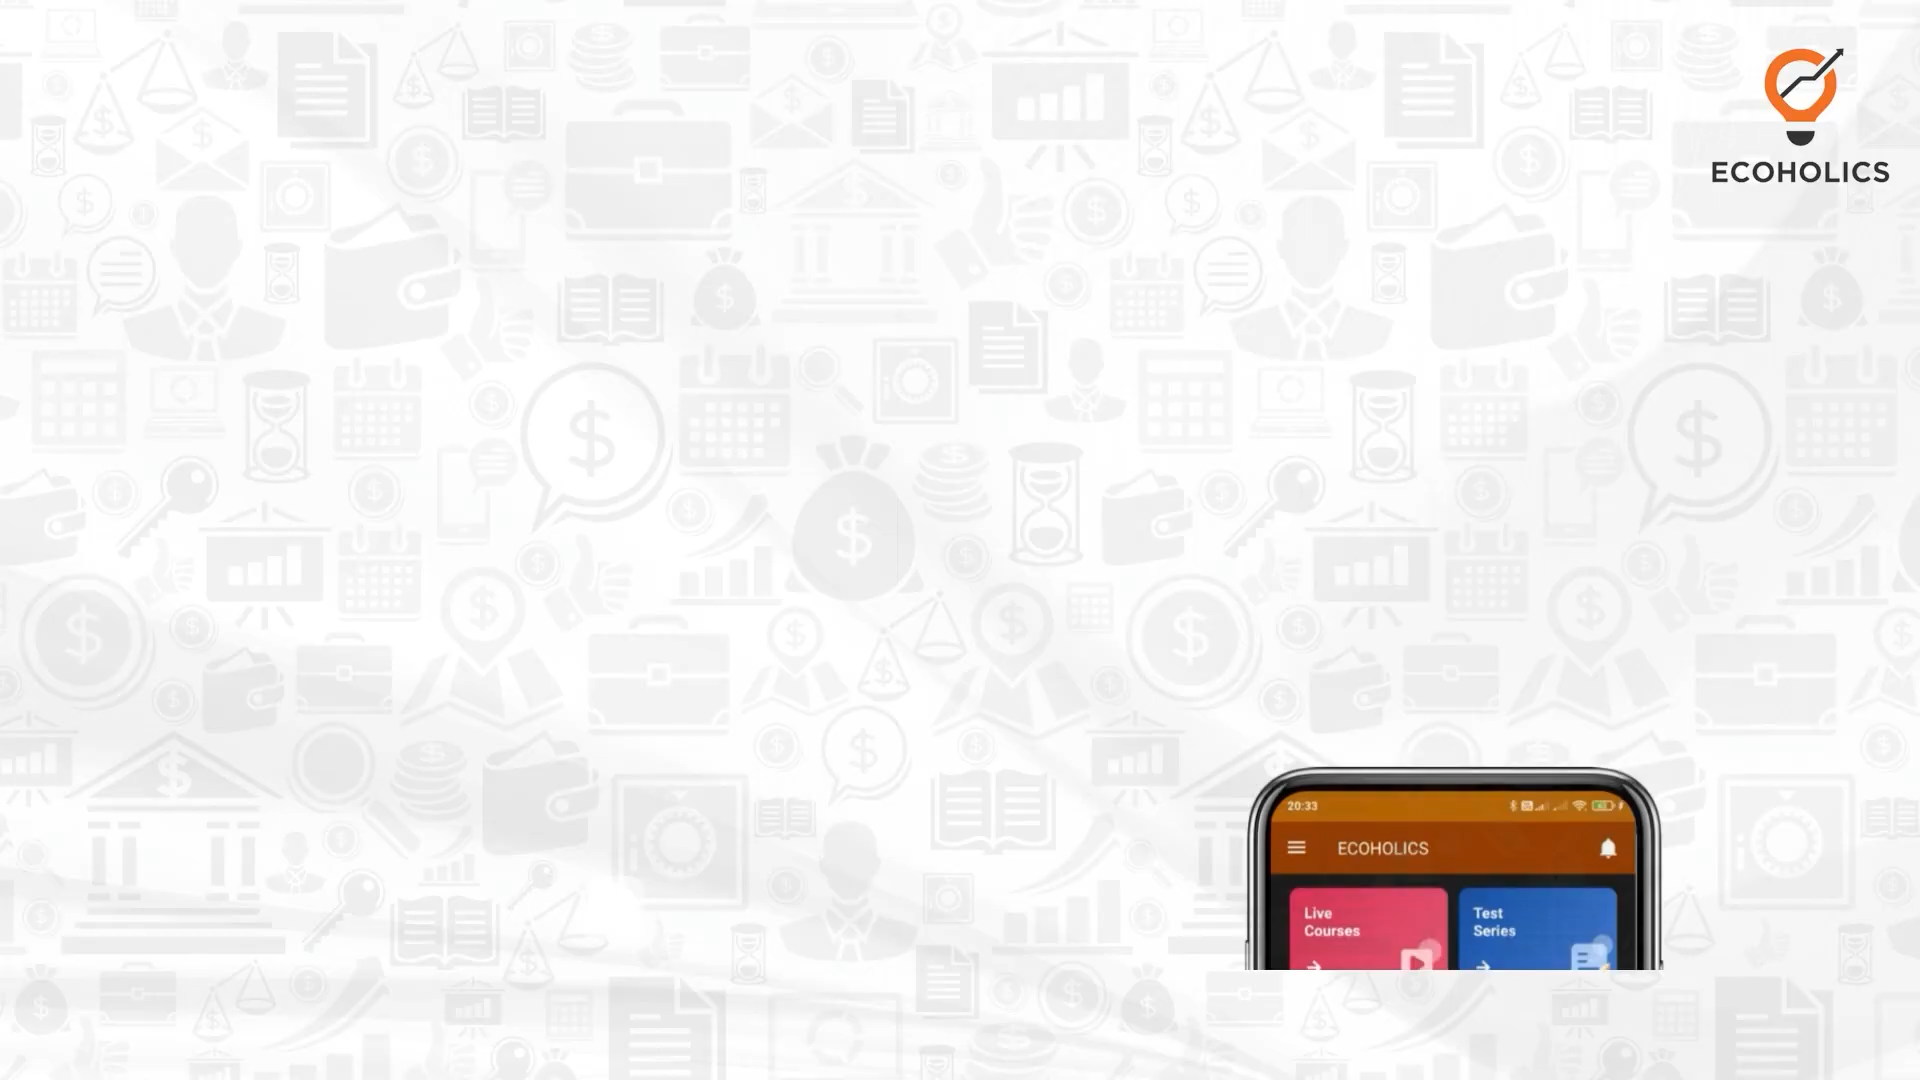 ECOHOLICS
20:33
ECOHOLICS
Live
Courses
Test
Series